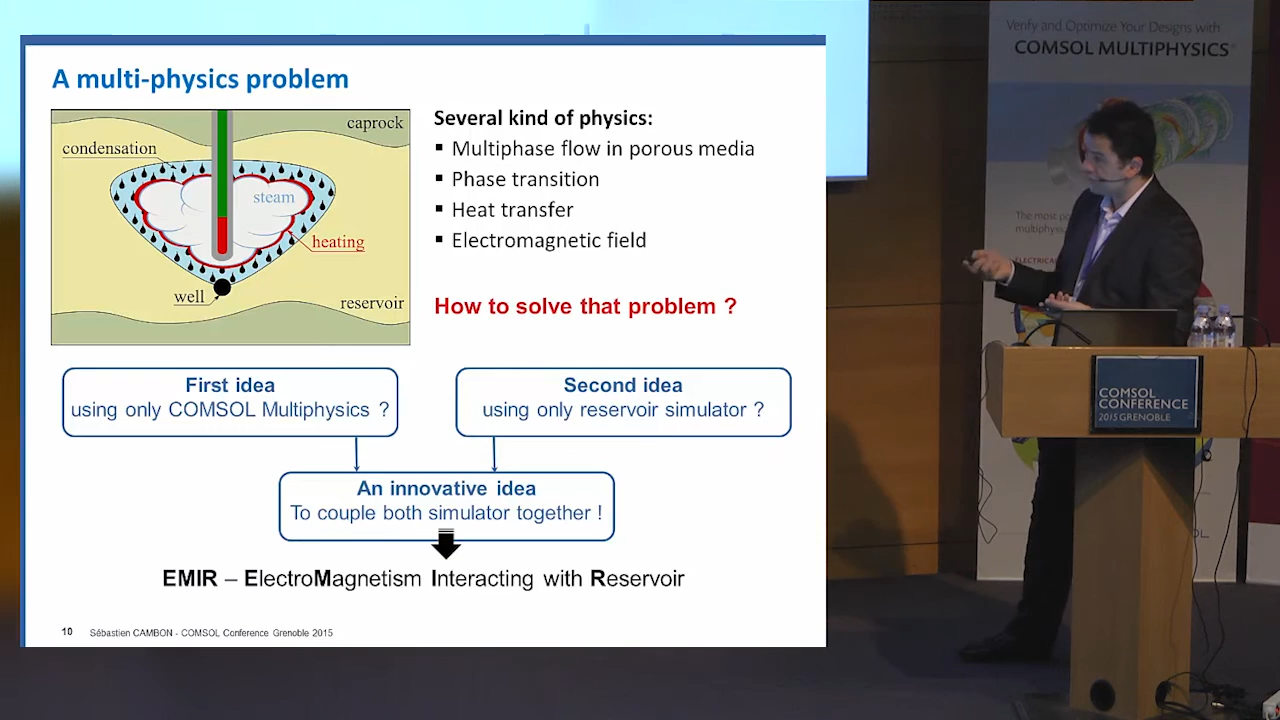 A multi-physics problem
caprock
condensation
steam
heating
well
reservoir
Several kind of physics:
▪ Multiphase flow in porous media
▪ Phase transition
▪ Heat transfer
▪ Electromagnetic field
How to solve that problem ?
First idea
using only COMSOL Multiphysics ?
Second idea
using only reservoir simulator ?
An innovative idea
To couple both simulator together !
EMIR – ElectroMagnetism Interacting with Reservoir
10 Sébastien CAMBON - COMSOL Conference Grenoble 2015
Verify and Optimize Your Designs with
COMSOL MULTIPHYSICS®
The most
multiphysics
COMSOL
CONFERENCE
2015 GRENOBLE